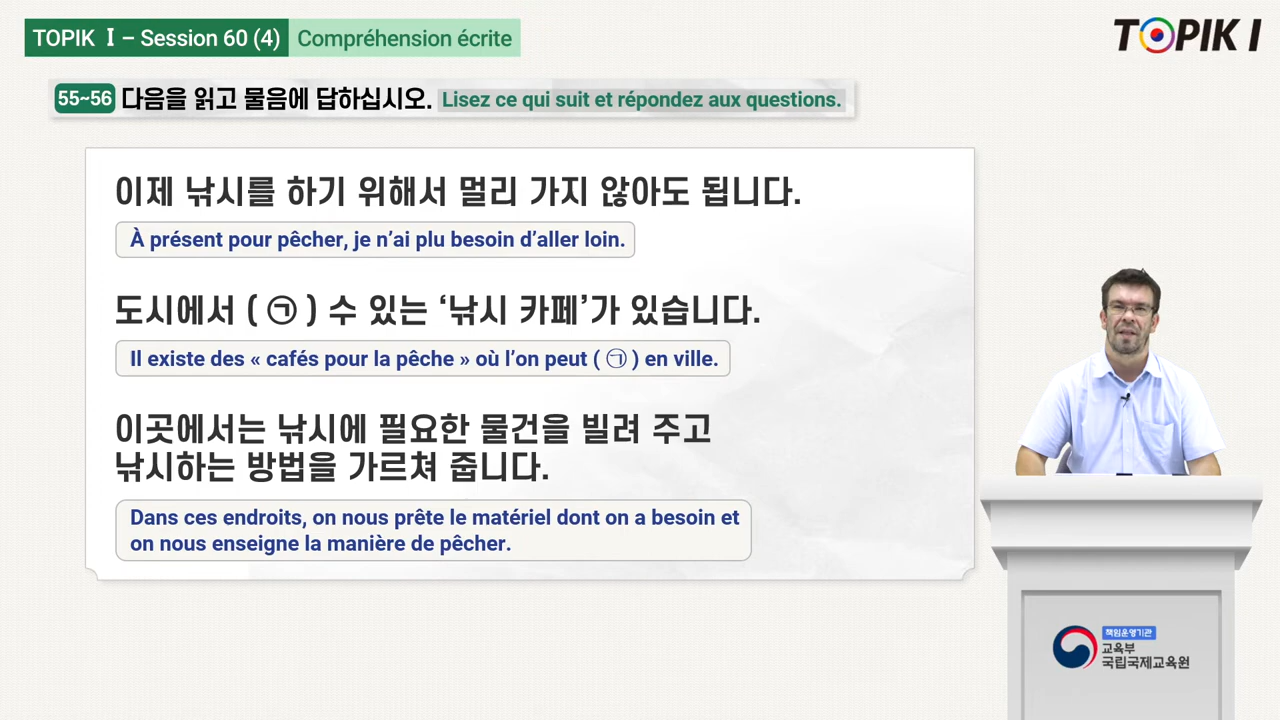 TOPIK Ⅰ – Session 60 (4) Compréhension écrite
TOPIK I
55~56 다음을 읽고 물음에 답하십시오. Lisez ce qui suit et répondez aux questions.
이제 낚시를 하기 위해서 멀리 가지 않아도 됩니다.
À présent pour pêcher, je n’ai plu besoin d’aller loin.
도시에서 ( ㉠ ) 수 있는 ‘낚시 카페’가 있습니다.
Il existe des « cafés pour la pêche » où l’on peut ( ㉠ ) en ville.
이곳에서는 낚시에 필요한 물건을 빌려 주고
낚시하는 방법을 가르쳐 줍니다.
Dans ces endroits, on nous prête le matériel dont on a besoin et
on nous enseigne la manière de pêcher.
책임운영기관
교육부
국립국제교육원